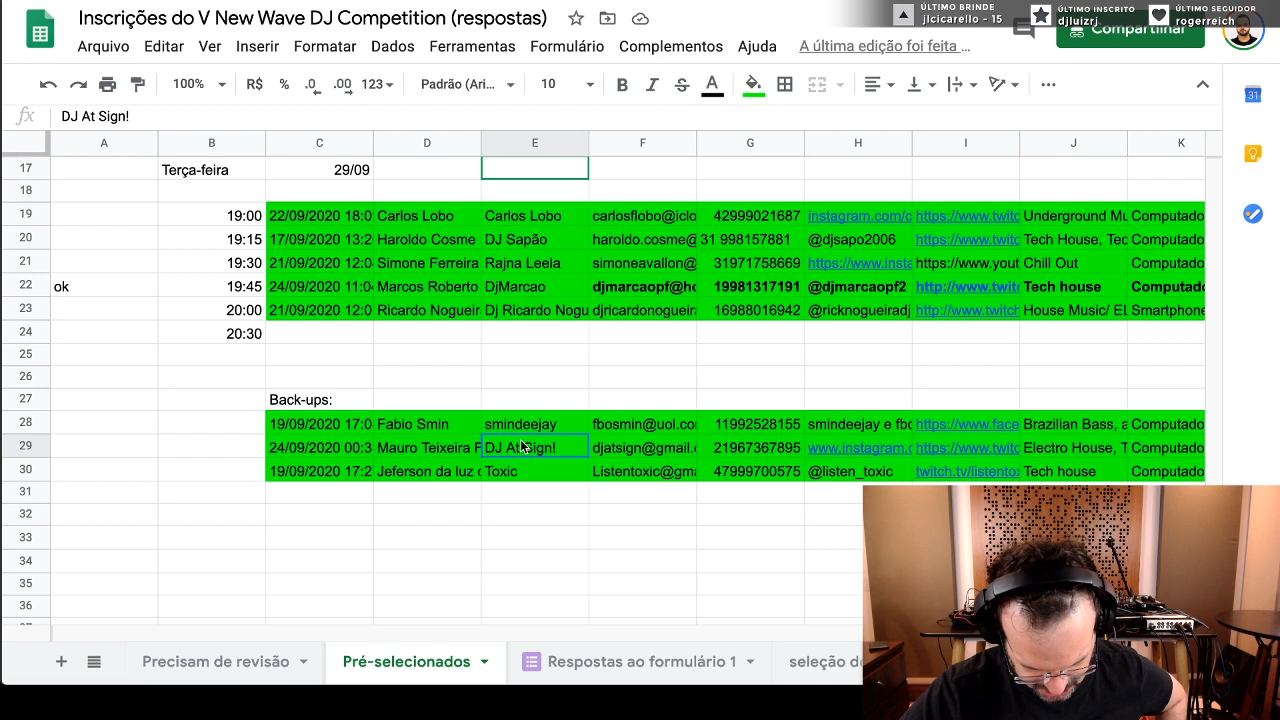 Inscrições do V New Wave DJ Competition (respostas)
ÚLTIMO BRINDE
jlcicarello - 15
ÚLTIMO INSCRITO
djluizrj
ÚLTIMO SEGUIDOR
rogerreich
Arquivo Editar Ver Inserir Formatar Dados Ferramentas Formulário Complementos Ajuda A última edição foi feita ...
Compartilhar
100% R$ % .0 .00 123 Padrão (Ari... 10 B I S A
fx DJ At Sign!
31
A B C D E F G H I J K
17 Terça-feira 29/09
18
19 19:00 22/09/2020 18:0 Carlos Lobo Carlos Lobo carlosflobo@iclo 42999021687 instagram.com/c https://www.twitc Underground Mu Computado
20 19:15 17/09/2020 13:2 Haroldo Cosme DJ Sapão haroldo.cosme@ 31 998157881 @djsapo2006 https://www.twitc Tech House, Tec Computado
21 19:30 21/09/2020 12:0 Simone Ferreira Rajna Leela simoneavallon@ 31971758669 https://www.insta https://www.yout Chill Out Computado
22 ok 19:45 24/09/2020 11:0 Marcos Roberto DjMarcao djmarcaopf@ho 19981317191 @djmarcaopf2 http://www.twitc Tech house Computado
23 20:00 21/09/2020 12:0 Ricardo Nogueir Dj Ricardo Nogu djricardonogueir 16988016942 @ricknogueiradj http://www.twitch House Music/ El Smartphone
24 20:30
25
26
27 Back-ups:
28 19/09/2020 17:0 Fabio Smin smindeejay fbosmin@uol.co 11992528155 smindeejay e fbo https://www.face Brazilian Bass, a Computado
29 24/09/2020 00:3 Mauro Teixeira F DJ At Sign! djatsign@gmail. 21967367895 www.instagram. https://www.twitc Electro House, T Computado
30 19/09/2020 17:2 Jeferson da luz Toxic Listentoxic@gma 47999700575 @listen_toxic twitch.tv/listento Tech house Computado
31
32
33
34
35
36
Precisam de revisão Pré-selecionados Respostas ao formulário 1 seleção de